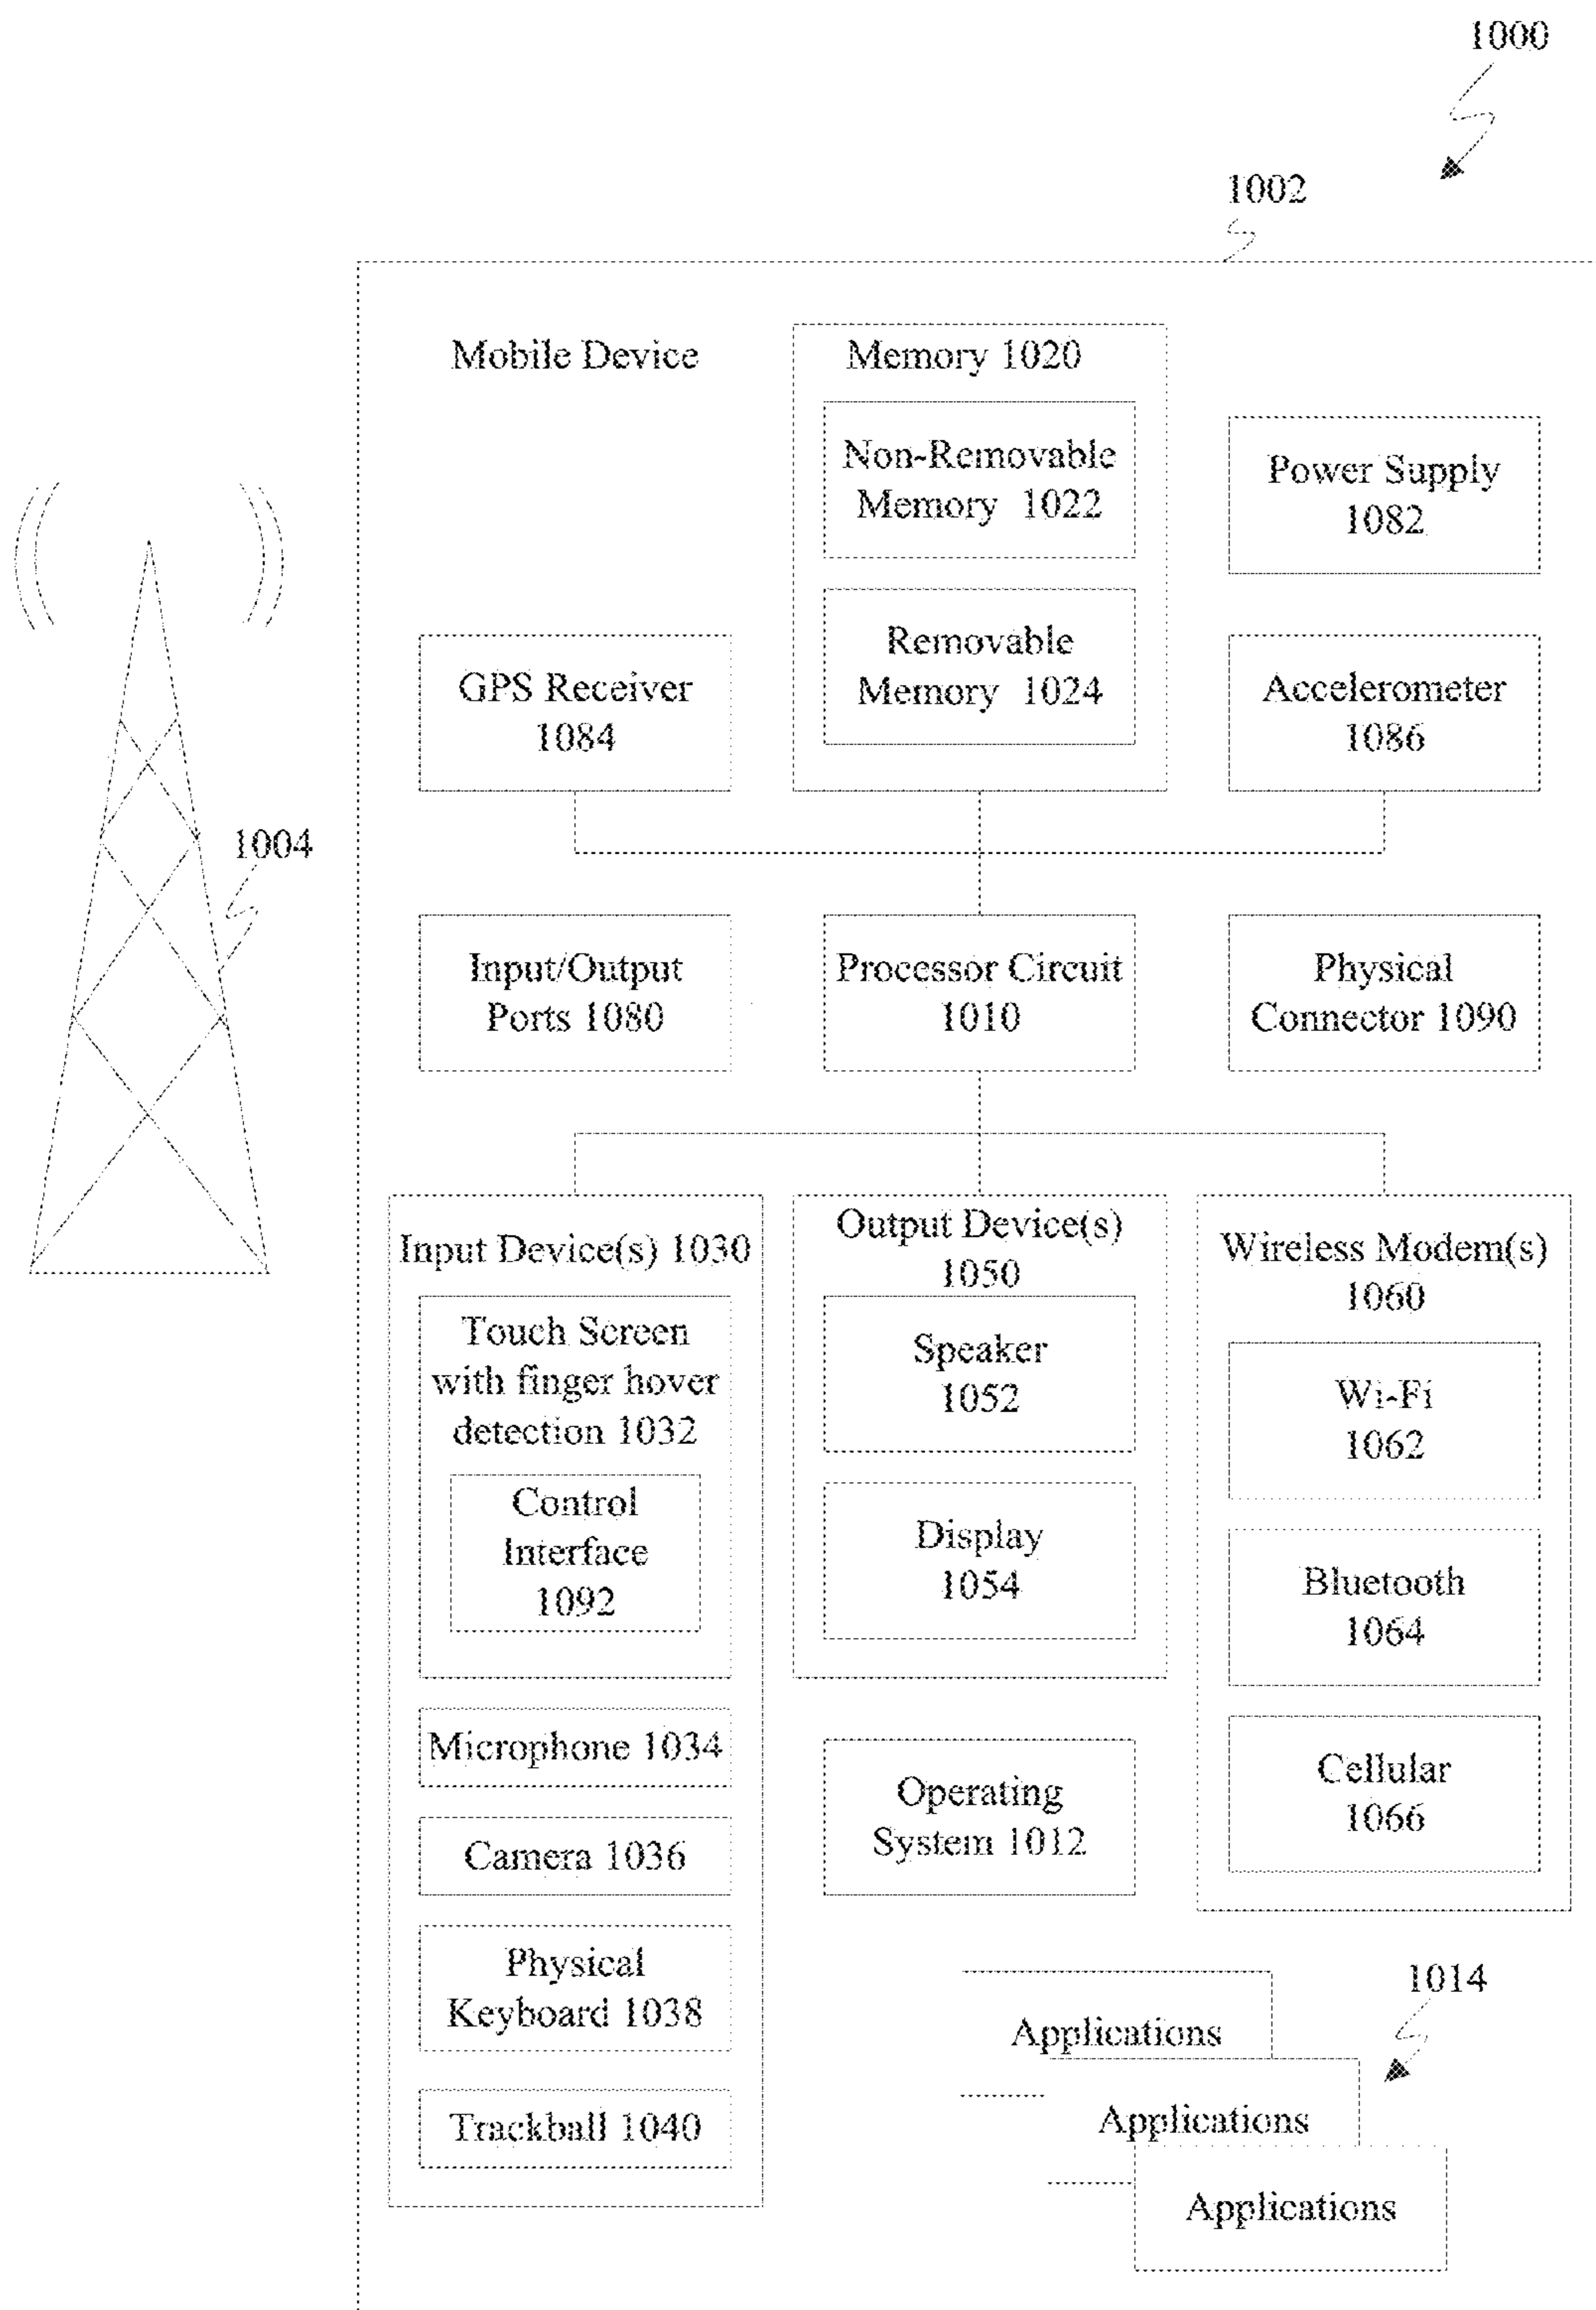 1000
1002
Mobile Device
Memory 1020
Non-Removable
Memory 1022
Power Supply
1082
Removable
Memory 1024
GPS Receiver
1084
Accelerometer
1086
1004
Input/Output
Ports 1080
Processor Circuit
1010
Physical
Connector 1090
Input Device(s) 1030
Touch Screen
with finger hover
detection 1032
Control
Interface
1092
Microphone 1034
Camera 1036
Physical
Keyboard 1038
Trackball 1040
Output Device(s)
1050
Speaker
1052
Display
1054
Operating
System 1012
Wireless Modem(s)
1060
Wi-Fi
1062
Bluetooth
1064
Cellular
1066
1014
Applications
Applications
Applications